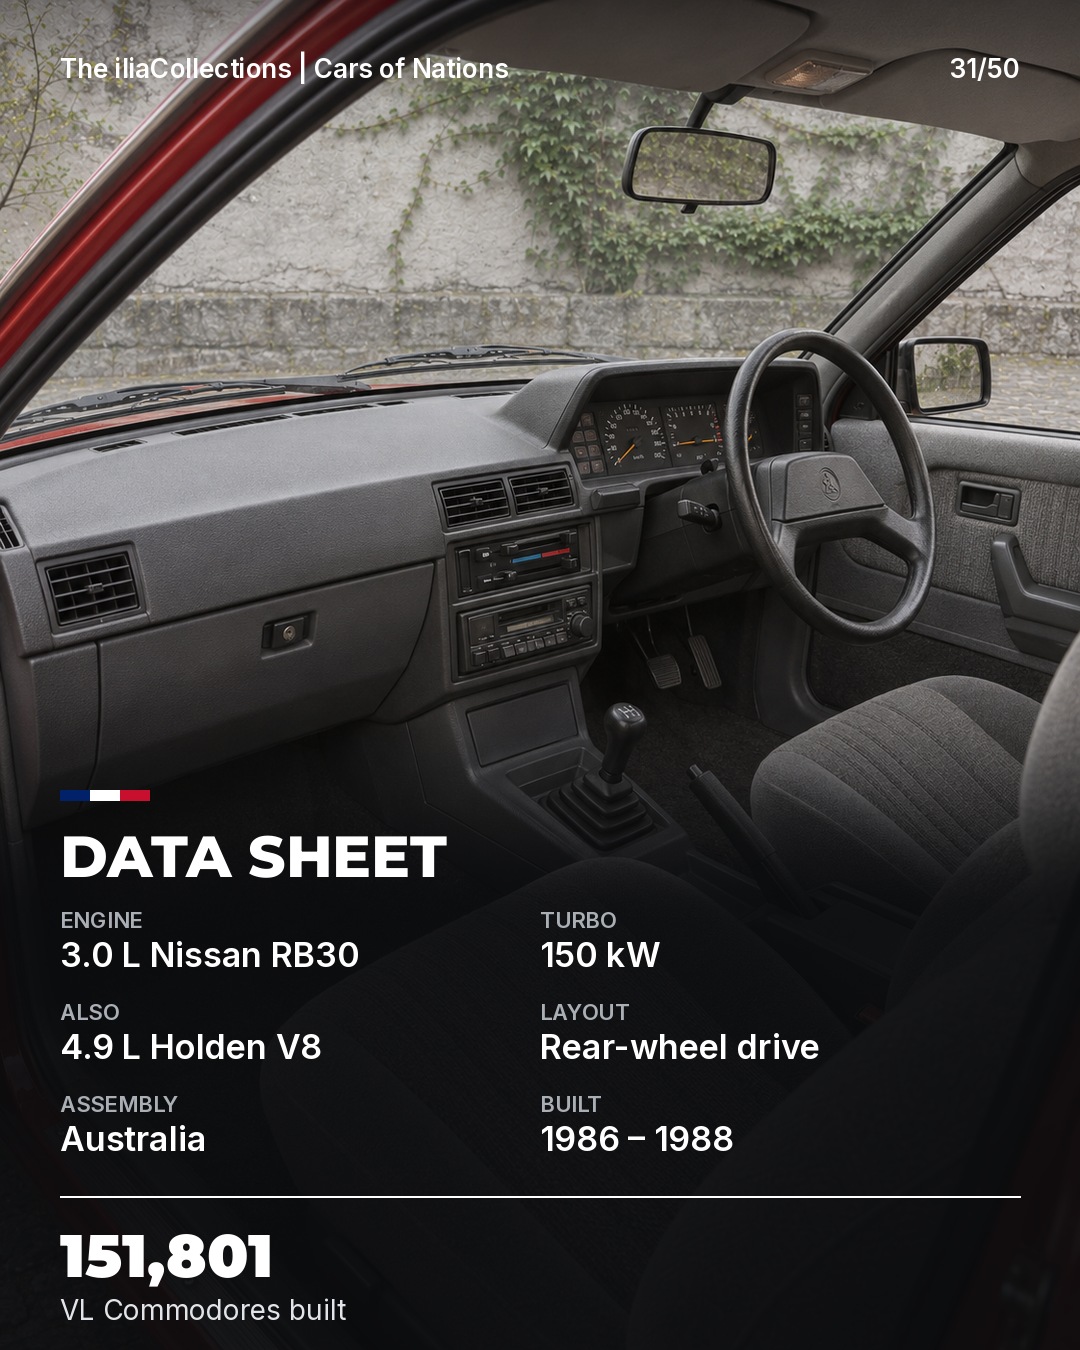 The iliaCollections | Cars of Nations
31/50
DATA SHEET
ENGINE
3.0 L Nissan RB30
TURBO
150 kW
ALSO
4.9 L Holden V8
LAYOUT
Rear-wheel drive
ASSEMBLY
Australia
BUILT
1986 – 1988
151,801
VL Commodores built